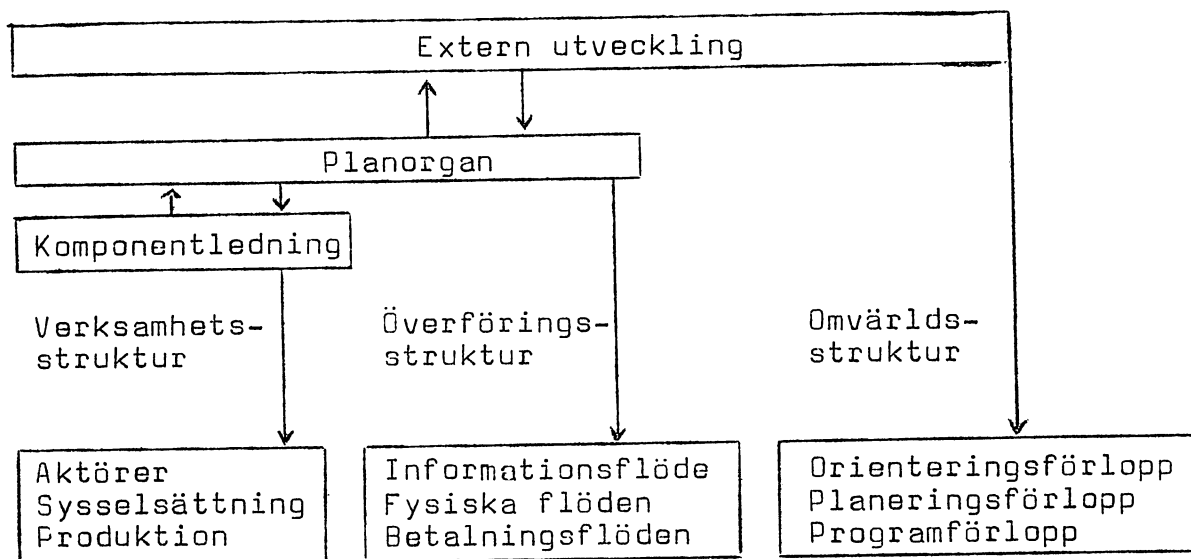 Extern utveckling
Planorgan
Komponentledning
Verksamhets-
struktur
Överförings-
struktur
Omvärlds-
struktur
Aktörer
Sysselsättning
Produktion
Informationsflöde
Fysiska flöden
Betalningsflöden
Orienteringsförlopp
Planeringsförlopp
Programförlopp